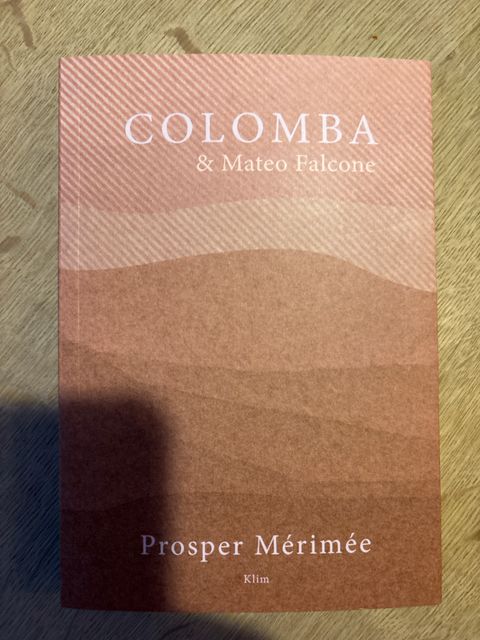 COLOMBA
& Mateo Falcone
Prosper Mérimée
Klim